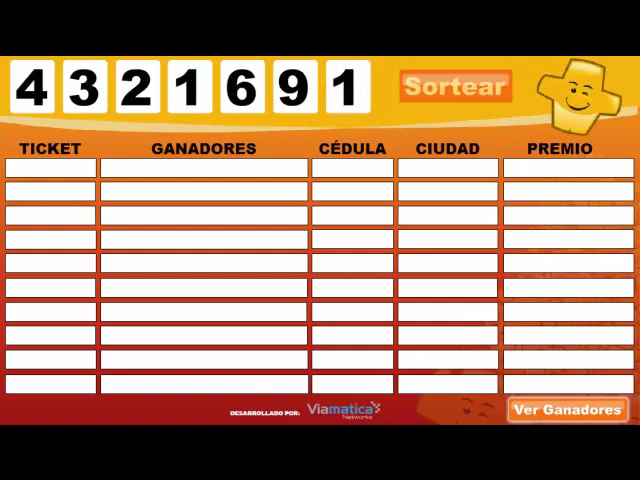 4321691
Sortear
TICKET GANADORES CÉDULA CIUDAD PREMIO
DESARROLLADO POR: Viamatica Networks
Ver Ganadores